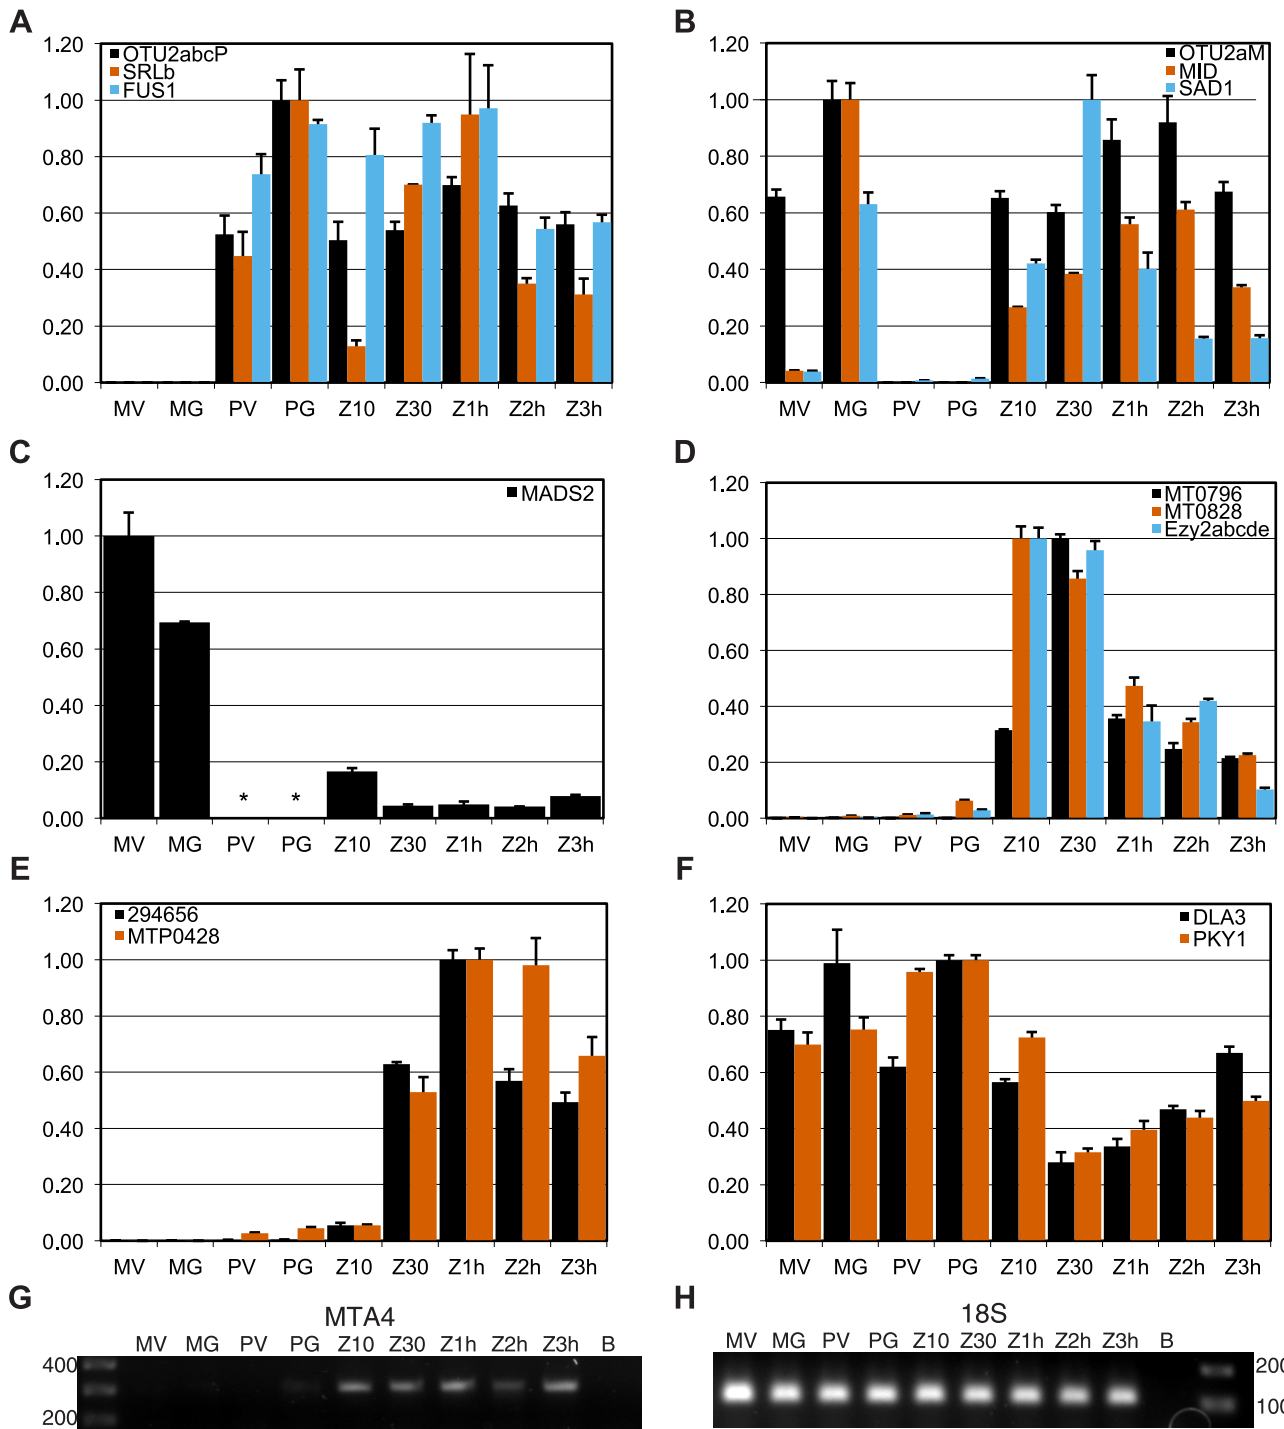 A
1.20
1.00
0.80
0.60
0.40
0.20
0.00
OTU2abcP
SRLb
FUS1
MV MG PV PG Z10 Z30 Z1h Z2h Z3h
B
1.20
1.00
0.80
0.60
0.40
0.20
0.00
OTU2aM
MID
SAD1
MV MG PV PG Z10 Z30 Z1h Z2h Z3h
C
1.20
1.00
0.80
0.60
0.40
0.20
0.00
MADS2
* *
MV MG PV PG Z10 Z30 Z1h Z2h Z3h
D
1.20
1.00
0.80
0.60
0.40
0.20
0.00
MT0796
MT0828
Ezy2abcde
MV MG PV PG Z10 Z30 Z1h Z2h Z3h
E
1.20
1.00
0.80
0.60
0.40
0.20
0.00
294656
MTP0428
MV MG PV PG Z10 Z30 Z1h Z2h Z3h
F
1.20
1.00
0.80
0.60
0.40
0.20
0.00
DLA3
PKY1
MV MG PV PG Z10 Z30 Z1h Z2h Z3h
G
MTA4
MV MG PV PG Z10 Z30 Z1h Z2h Z3h B
400
200
H
18S
MV MG PV PG Z10 Z30 Z1h Z2h Z3h B
200
100